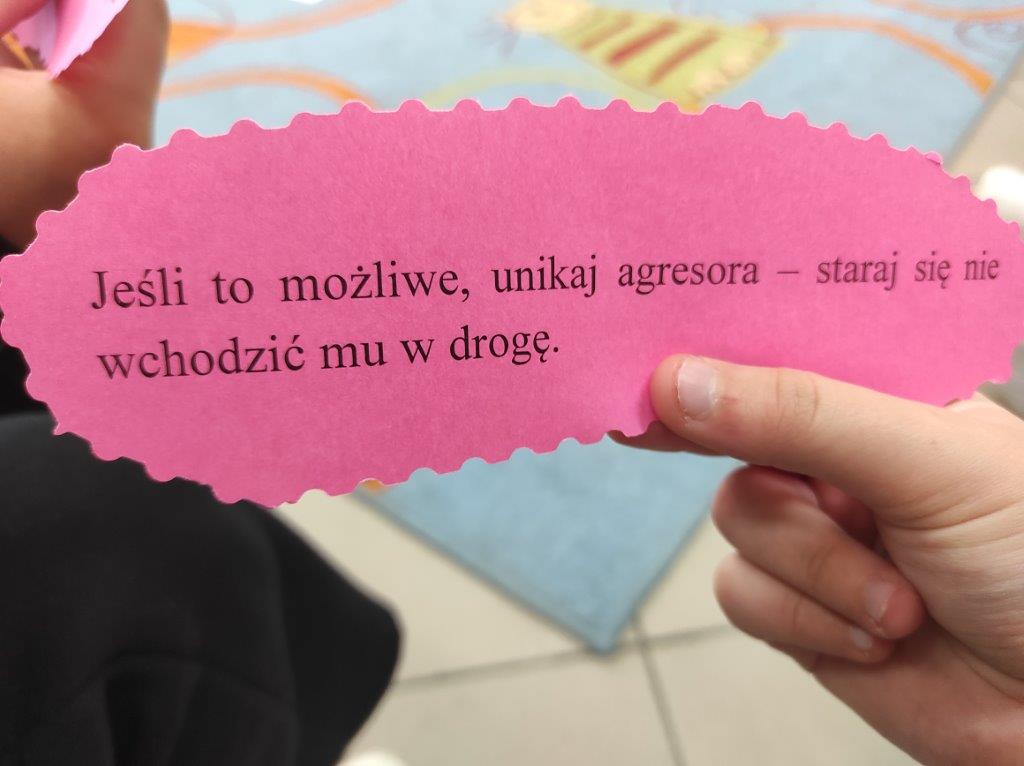 Jeśli to możliwe, unikaj agresora – staraj się nie
wchodzić mu w drogę.